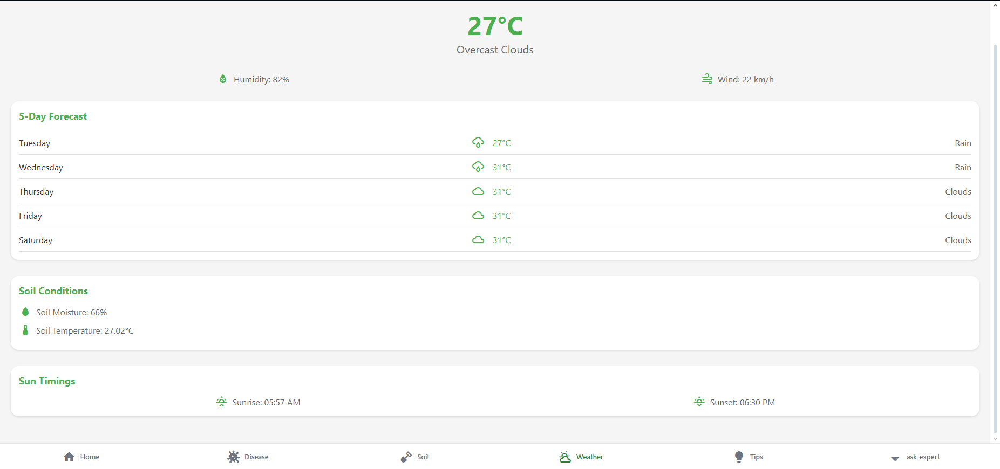 27°C
Overcast Clouds
Humidity: 82% Wind: 22 km/h
5-Day Forecast
Tuesday 27°C Rain
Wednesday 31°C Rain
Thursday 31°C Clouds
Friday 31°C Clouds
Saturday 31°C Clouds
Soil Conditions
Soil Moisture: 66%
Soil Temperature: 27.02°C
Sun Timings
Sunrise: 05:57 AM Sunset: 06:30 PM
Home Disease Soil Weather Tips ask-expert